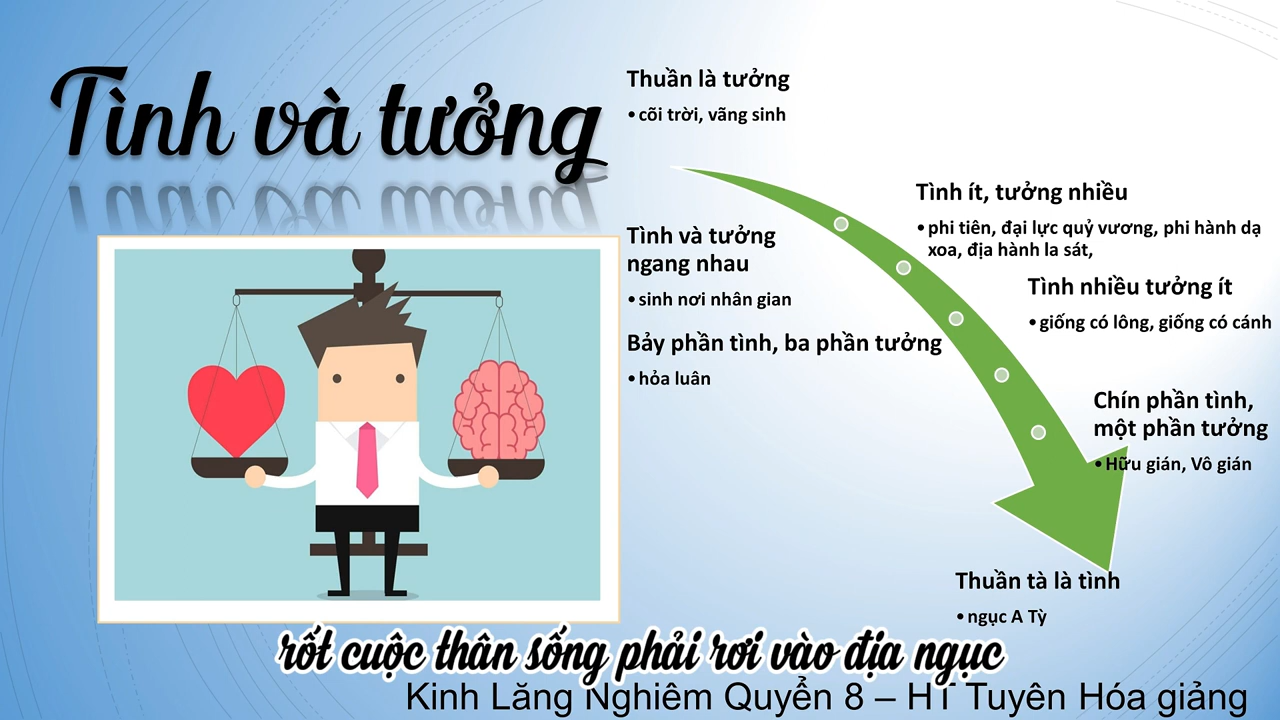 Tình và tưởng
Thuần là tưởng
• cõi trời, vãng sinh
Tình ít, tưởng nhiều
• phi tiên, đại lực quỷ vương, phi hành dạ
xoa, địa hành la sát,
Tình và tưởng
ngang nhau
• sinh nơi nhân gian
Tình nhiều tưởng ít
• giống có lông, giống có cánh
Bảy phần tình, ba phần tưởng
• hỏa luân
Chín phần tình,
một phần tưởng
• Hữu gián, Vô gián
Thuần tà là tình
• ngục A Tỳ
rốt cuộc thân sống phải rơi vào địa ngục
Kinh Lăng Nghiêm Quyển 8 – HT Tuyên Hóa giảng